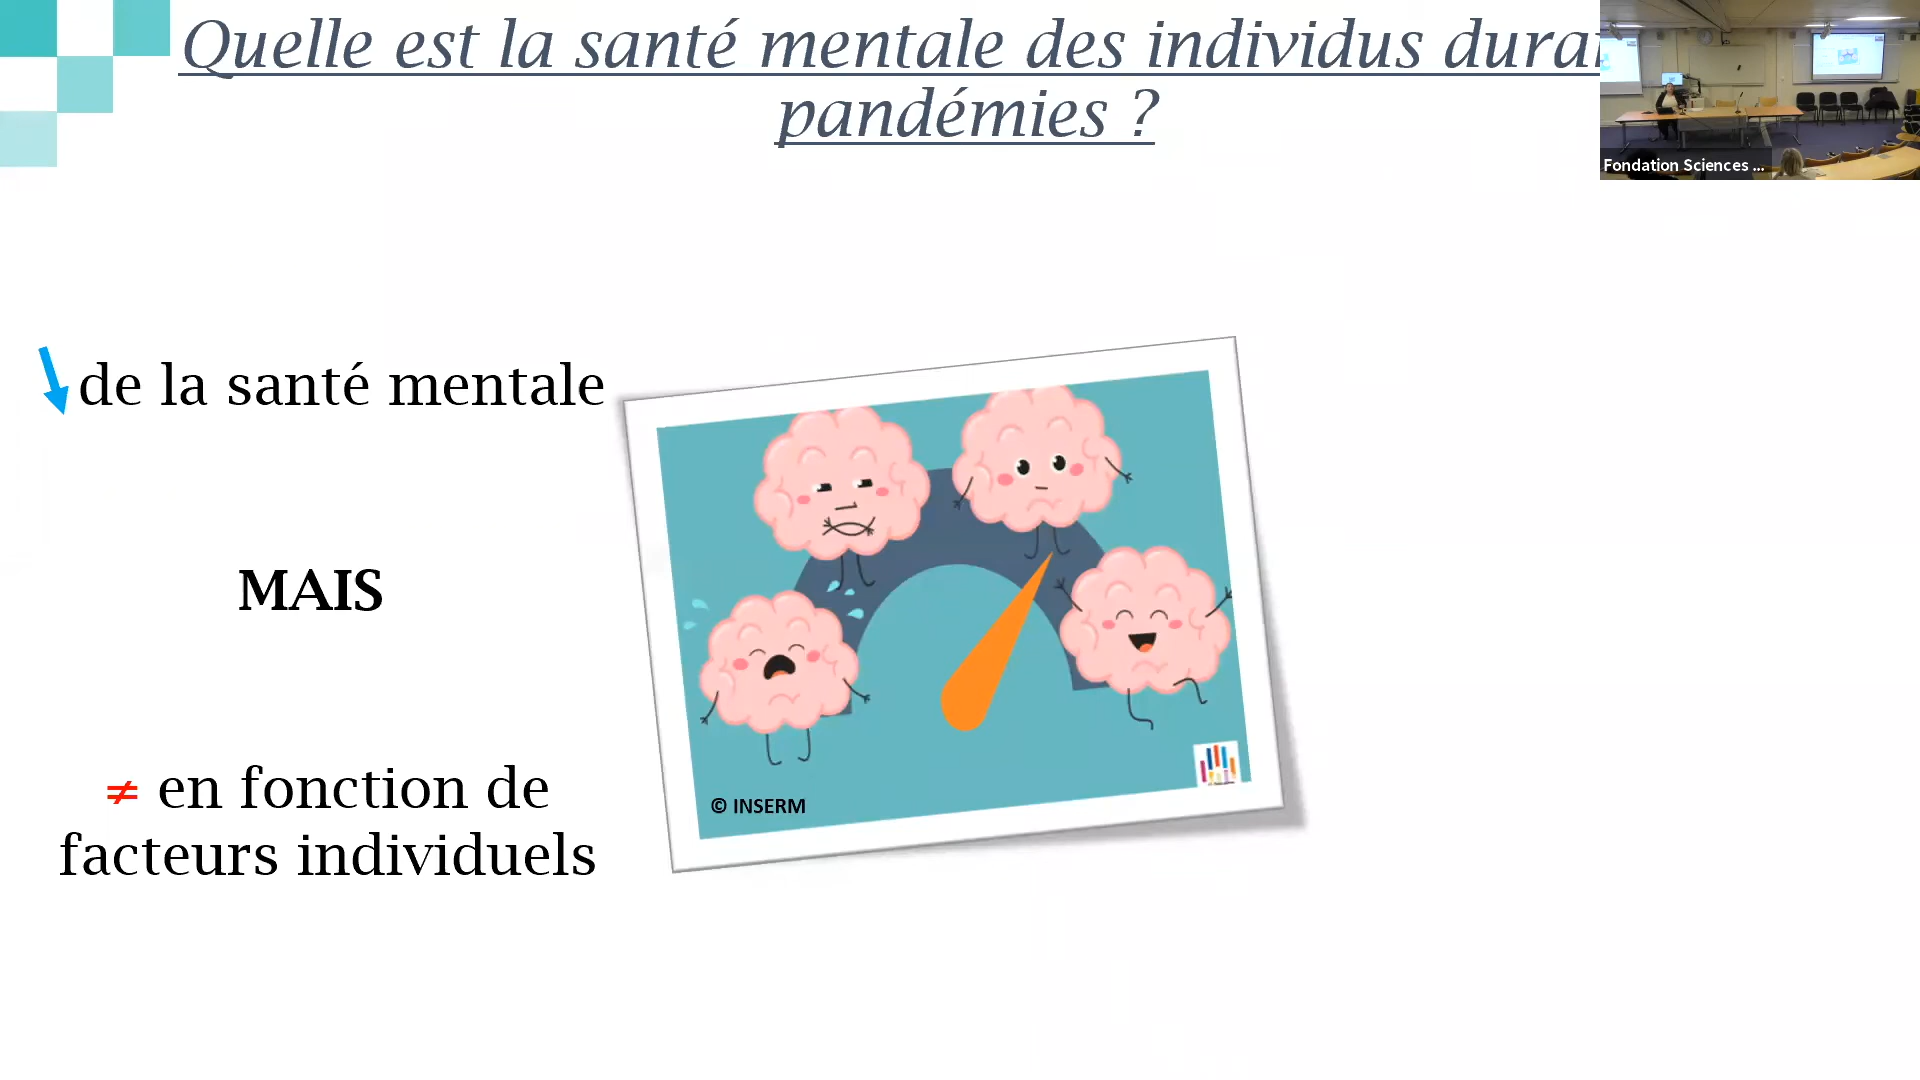 Quelle est la santé mentale des individus dura
pandémies ?
Fondation Sciences ...
de la santé mentale
MAIS
≠ en fonction de
facteurs individuels
© INSERM